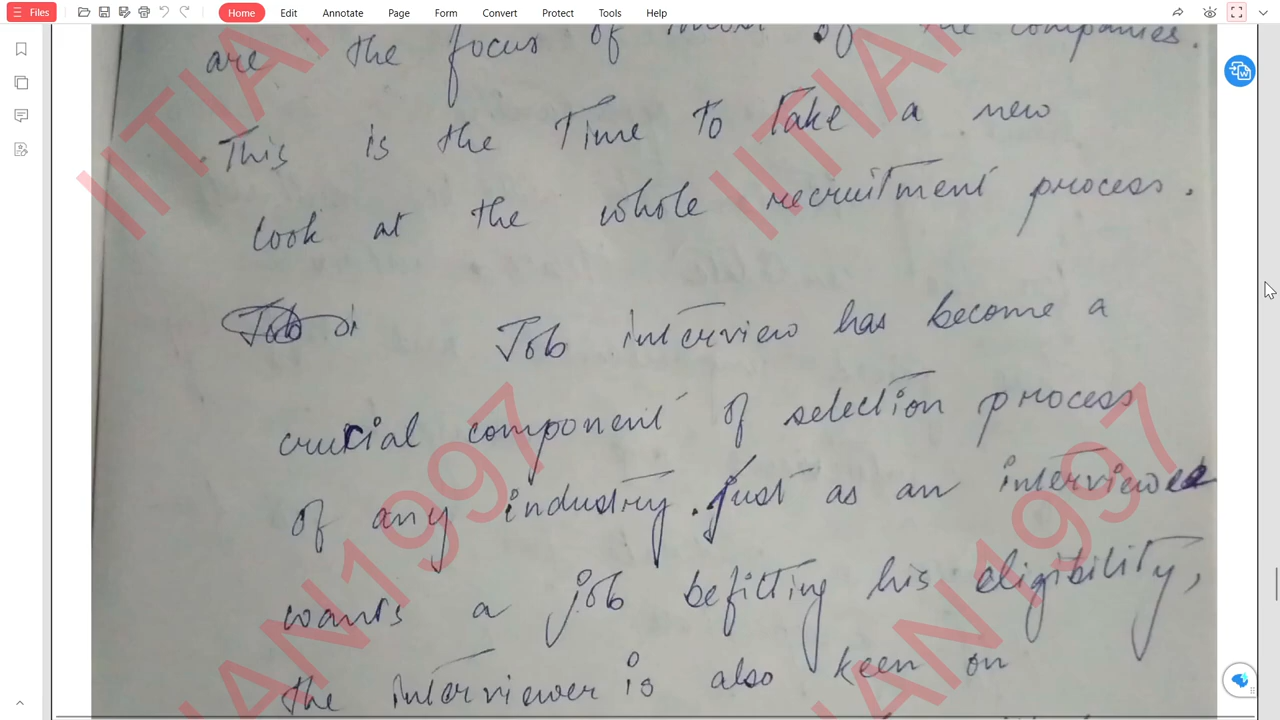 Files
Home Edit Annotate Page Form Convert Protect Tools Help
are the focus of most of the companies.
This is the Time To Take a new
look at the whole recruitment process.
Job interview has become a
crucial component of selection process
of any industry. Just as an interviewee
wants a job befitting his eligibility,
the interviewer is also keen on
IITIAN1997